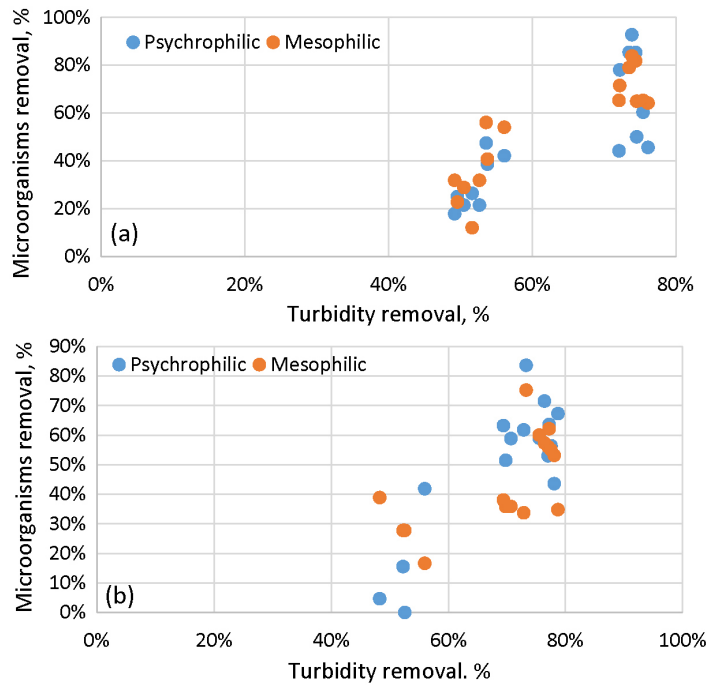 Microorganisms removal, %
100%
80%
60%
40%
20%
0%
Psychrophilic Mesophilic
(a)
0% 20% 40% 60% 80%
Turbidity removal, %
Microorganisms removal, %
90%
80%
70%
60%
50%
40%
30%
20%
10%
0%
Psychrophilic Mesophilic
(b)
0% 20% 40% 60% 80% 100%
Turbidity removal. %